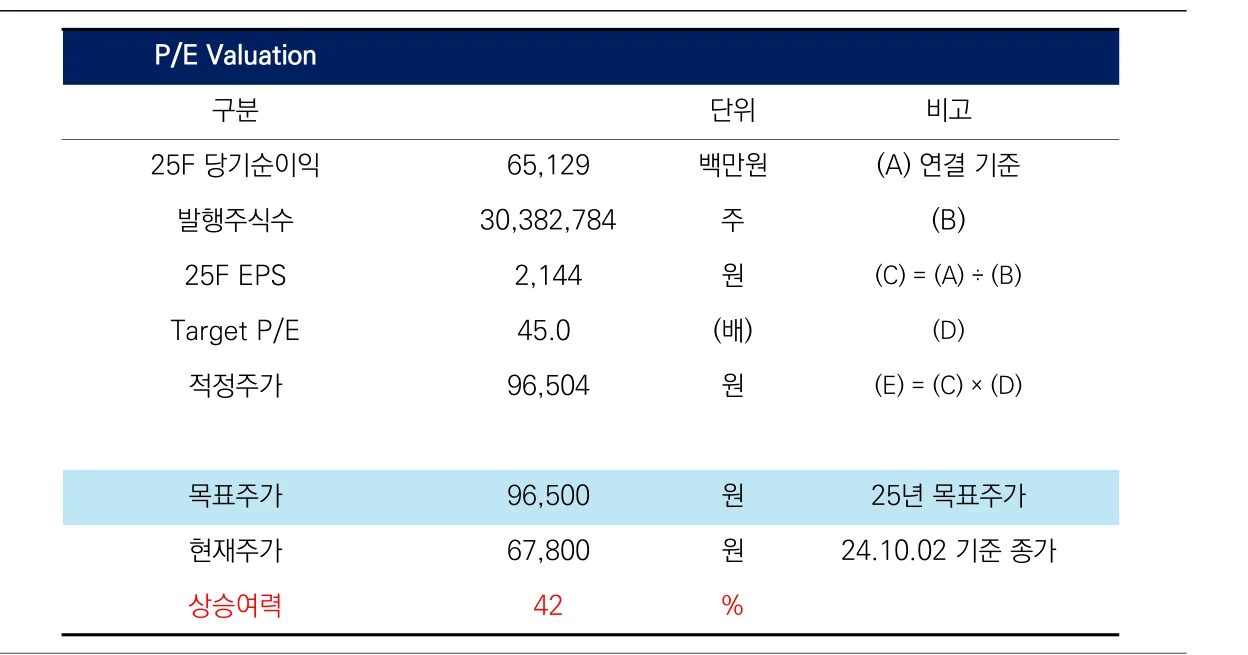 P/E Valuation
구분 단위 비고
25F 당기순이익 65,129 백만원 (A) 연결 기준
발행주식수 30,382,784 주 (B)
25F EPS 2,144 원 (C) = (A) ÷ (B)
Target P/E 45.0 (배) (D)
적정주가 96,504 원 (E) = (C) × (D)
목표주가 96,500 원 25년 목표주가
현재주가 67,800 원 24.10.02 기준 종가
상승여력 42 %